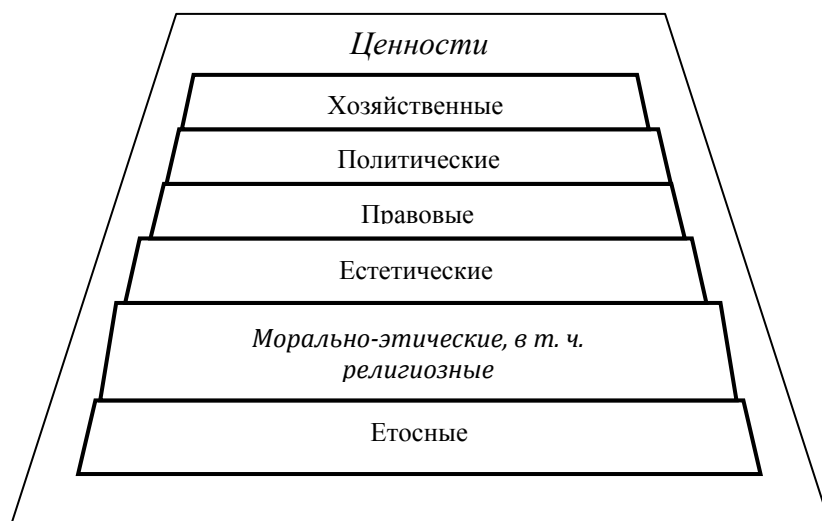 Ценности
Хозяйственные
Политические
Правовые
Естетические
Морально-этические, в т. ч.
религиозные
Етосные